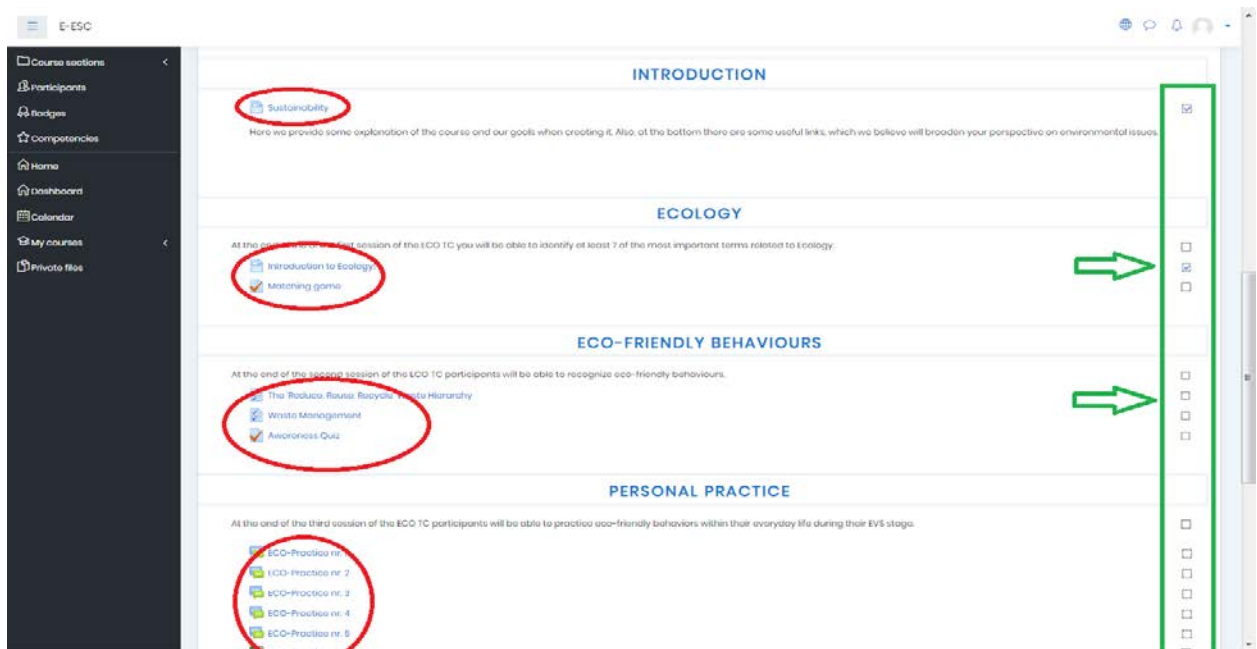 E-ESC
Course sections
Participants
Badges
Competencies
Home
Dashboard
Calendar
My courses
Private files
INTRODUCTION
Sustainability
Here we provide some explanation of the course and our goals when creating it. Also, at the bottom there are some useful links, which we believe will broaden your perspective on environmental issues.
ECOLOGY
At the end of the first session of the ECO TC you will be able to identify at least 7 of the most important terms related to Ecology.
Introduction to Ecology
Matching game
ECO-FRIENDLY BEHAVIOURS
At the end of the second session of the ECO TC participants will be able to recognize eco-friendly behaviours.
The 'Reduce, Reuse, Recycle' Waste Hierarchy
Waste Management
Awareness Quiz
PERSONAL PRACTICE
At the end of the third session of the ECO TC participants will be able to practice eco-friendly behaviors within their everyday life during their EVS stage.
ECO-Practice nr. 1
ECO-Practice nr. 2
ECO-Practice nr. 3
ECO-Practice nr. 4
ECO-Practice nr. 5